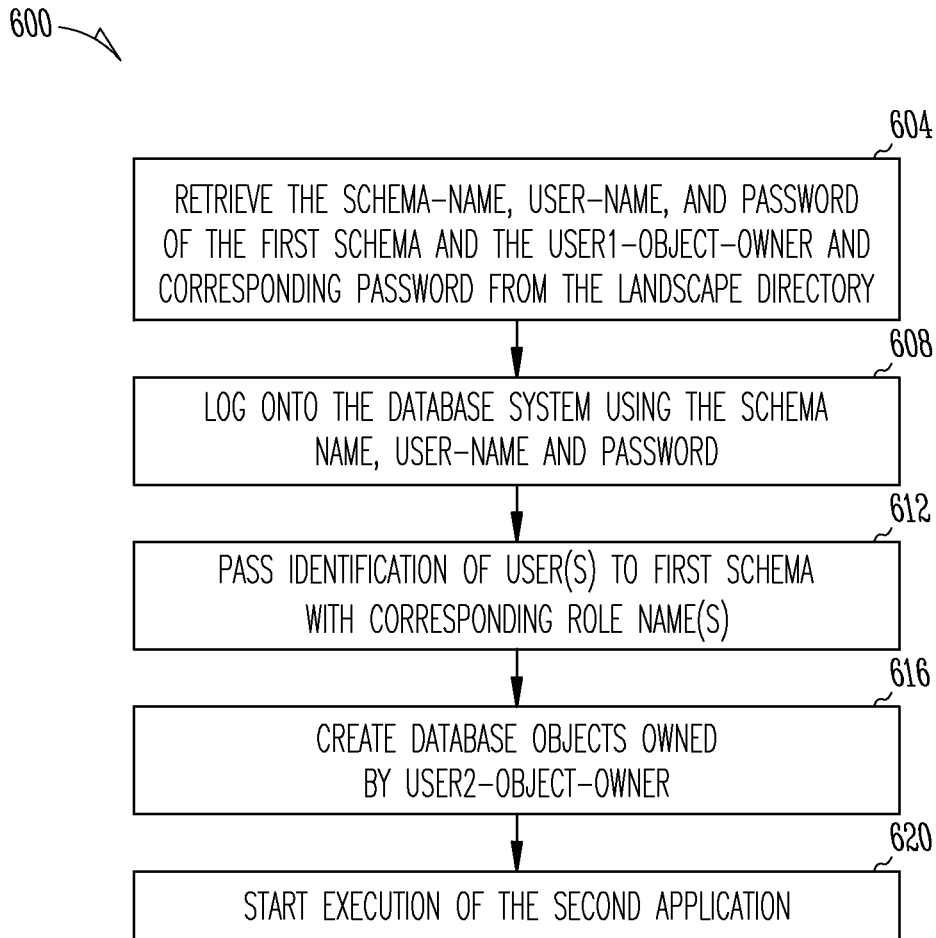 600
604
RETRIEVE THE SCHEMA-NAME, USER-NAME, AND PASSWORD
OF THE FIRST SCHEMA AND THE USER1-OBJECT-OWNER AND
CORRESPONDING PASSWORD FROM THE LANDSCAPE DIRECTORY
608
LOG ONTO THE DATABASE SYSTEM USING THE SCHEMA
NAME, USER-NAME AND PASSWORD
612
PASS IDENTIFICATION OF USER(S) TO FIRST SCHEMA
WITH CORRESPONDING ROLE NAME(S)
616
CREATE DATABASE OBJECTS OWNED
BY USER2-OBJECT-OWNER
620
START EXECUTION OF THE SECOND APPLICATION